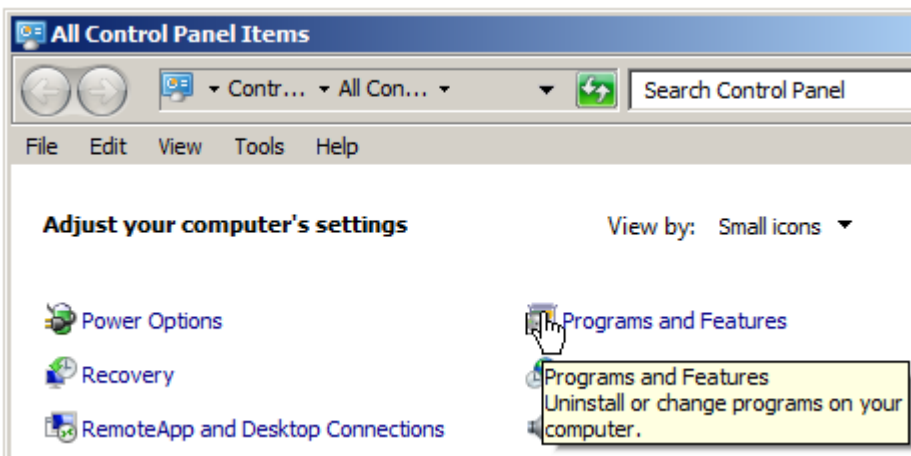 All Control Panel Items
Contr... All Con...
Search Control Panel
File Edit View Tools Help
Adjust your computer's settings
View by: Small icons
Power Options
Programs and Features
Recovery
Programs and Features
Uninstall or change programs on your
computer.
RemoteApp and Desktop Connections